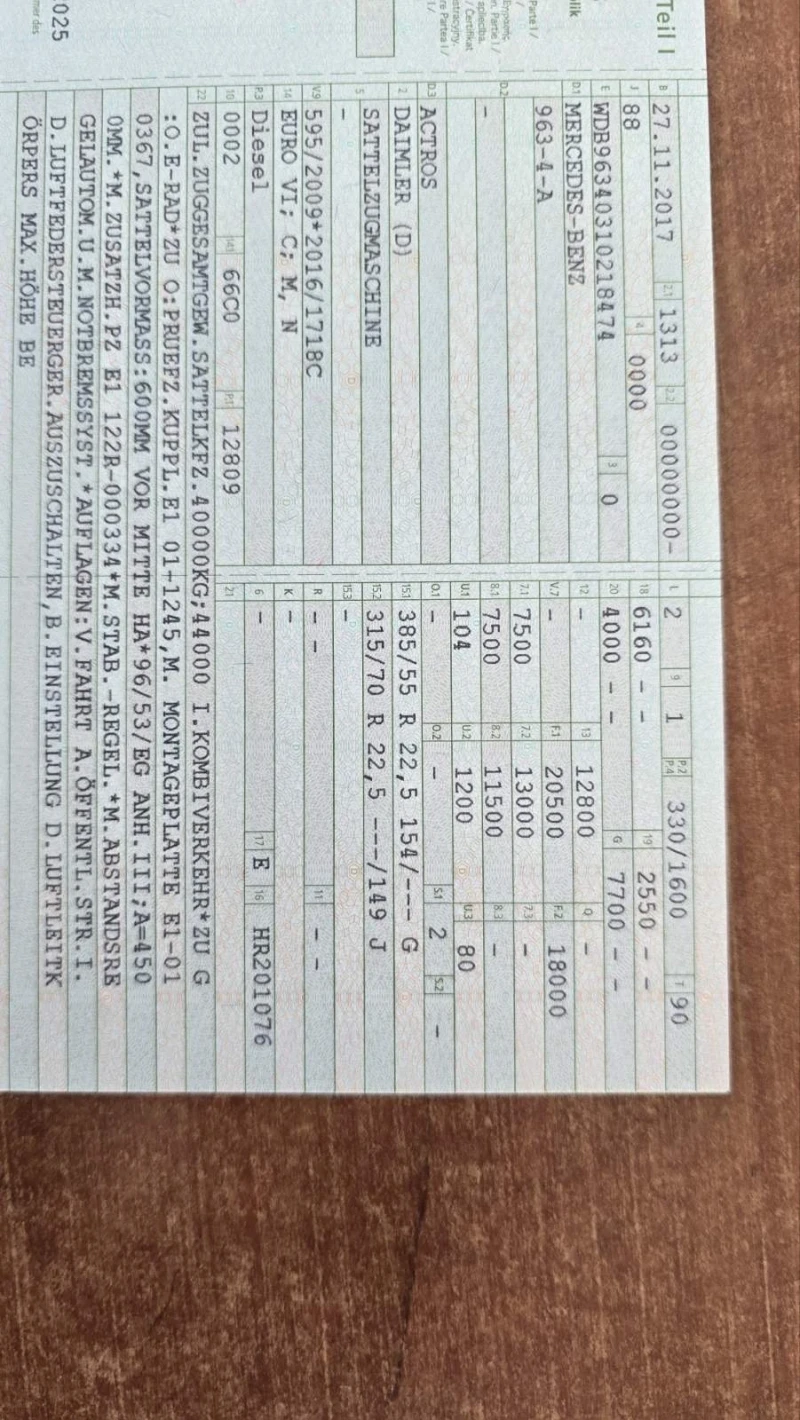 Teil I
B 27.11.2017 2.1 1313 2.2 00000000-
J 88 4 0000
E WDB96340310218474 3 0
D.1 MERCEDES-BENZ
963-4-A
D.2 -
D.3 ACTROS
2 DAIMLER (D)
5 SATTELZUGMASCHINE
-
V.9 595/2009*2016/1718C
14 EURO VI; C; M, N
P.3 Diesel
10 0002 14.1 66C0 P.1 12809
L 2 9 1 P.2 P.4 330/1600 T 90
18 6160 - - 19 2550 - -
20 4000 - - G 7700 - -
12 - 13 12800 Q -
V.7 - F.1 20500 F.2 18000
7.1 7500 7.2 13000 7.3 -
8.1 7500 8.2 11500 8.3 -
U.1 104 U.2 1200 U.3 80
O.1 - O.2 - S.1 2 S.2 -
15.1 385/55 R 22,5 154/--- G
15.2 315/70 R 22,5 ---/149 J
15.3 -
R - - 11 - -
K -
6 - 17 E 16 HR201076
21
22 ZUL.ZUGGESAMTGEW.SATTELKFZ.40000KG;44000 I.KOMBIVERKEHR*ZU G
:O.E-RAD*ZU O:PRUEFZ.KUPPL.E1 01-1245,M. MONTAGEPLATTE E1-01
0367,SATTELVORMASS:600MM VOR MITTE HA*96/53/EG ANH.III;A=450
0MM.*M.ZUSATZH.PZ E1 122R-000334*M.STAB.-REGEL.*M.ABSTANDSRE
GELAUTOM.U.M.NOTBREMSSYST.*AUFLAGEN:V.FAHRT A.ÖFFENTL.STR.I.
D.LUFTFEDERSTEUERGER.AUSZUSCHALTEN,B.EINSTELLUNG D.LUFTLEITK
ÖRPERS MAX.HÖHE BE